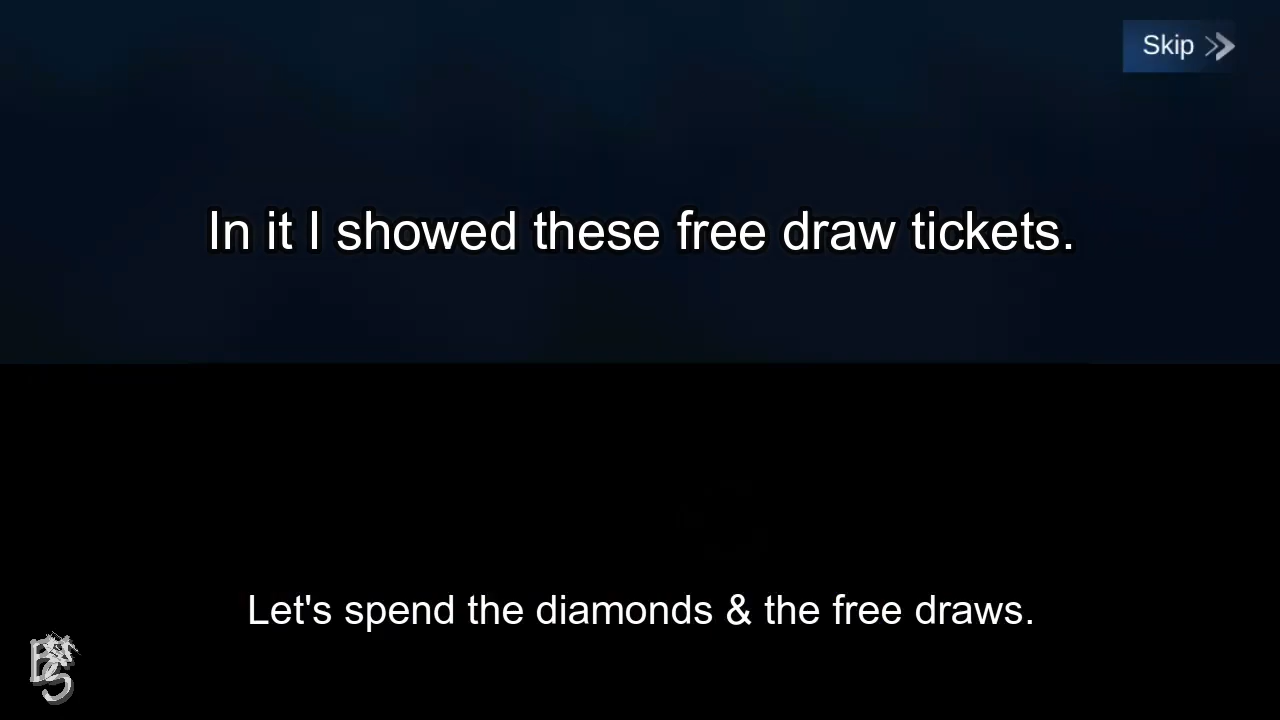 Skip
In it I showed these free draw tickets.
Let's spend the diamonds & the free draws.